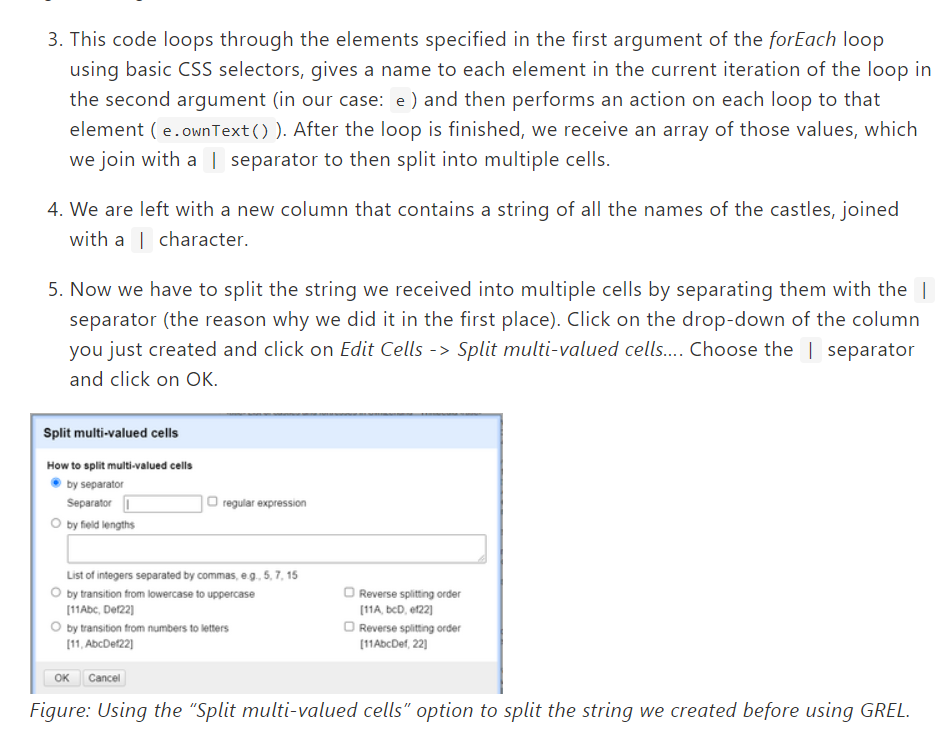 3. This code loops through the elements specified in the first argument of the forEach loop
using basic CSS selectors, gives a name to each element in the current iteration of the loop in
the second argument (in our case: e ) and then performs an action on each loop to that
element ( e.ownText() ). After the loop is finished, we receive an array of those values, which
we join with a | separator to then split into multiple cells.
4. We are left with a new column that contains a string of all the names of the castles, joined
with a | character.
5. Now we have to split the string we received into multiple cells by separating them with the |
separator (the reason why we did it in the first place). Click on the drop-down of the column
you just created and click on Edit Cells -> Split multi-valued cells.... Choose the | separator
and click on OK.
Split multi-valued cells
How to split multi-valued cells
by separator
Separator | regular expression
by field lengths
List of integers separated by commas, e.g., 5, 7, 15
by transition from lowercase to uppercase Reverse splitting order
[11Abc, Def22] [11A, bcD, ef22]
by transition from numbers to letters Reverse splitting order
[11, AbcDef22] [11AbcDef, 22]
OK Cancel
Figure: Using the “Split multi-valued cells” option to split the string we created before using GREL.